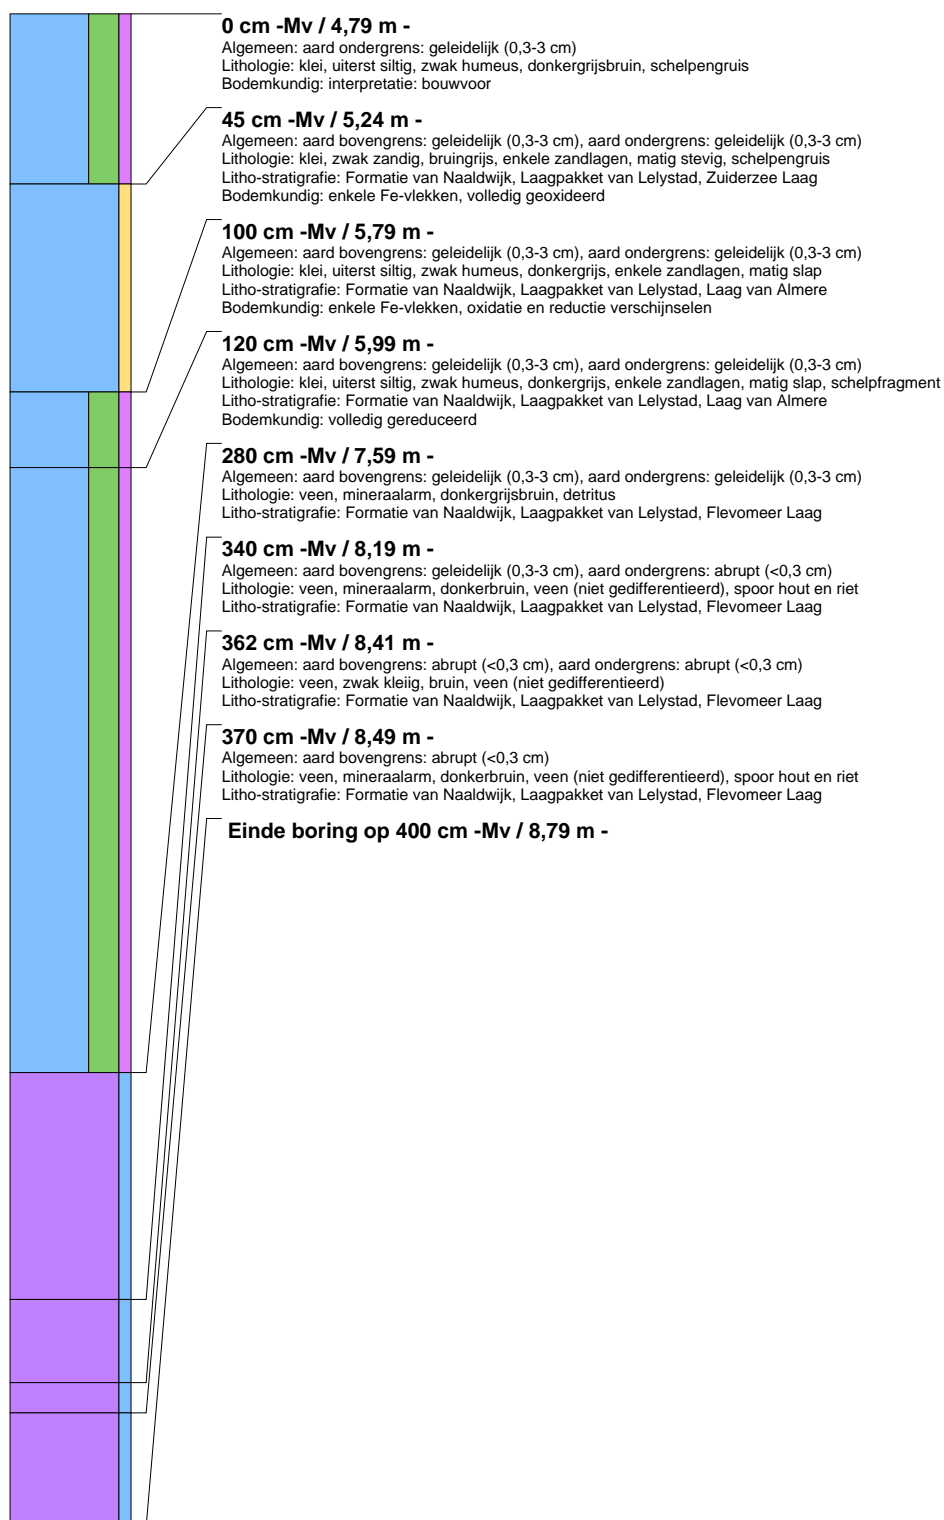 0 cm -Mv / 4,79 m -
Algemeen: aard ondergrens: geleidelijk (0,3-3 cm)
Lithologie: klei, uiterst siltig, zwak humeus, donkergrijsbruin, schelpengruis
Bodemkundig: interpretatie: bouwvoor
45 cm -Mv / 5,24 m -
Algemeen: aard bovengrens: geleidelijk (0,3-3 cm), aard ondergrens: geleidelijk (0,3-3 cm)
Lithologie: klei, zwak zandig, bruingrijs, enkele zandlagen, matig stevig, schelpengruis
Litho-stratigrafie: Formatie van Naaldwijk, Laagpakket van Lelystad, Zuiderzee Laag
Bodemkundig: enkele Fe-vlekken, volledig geoxideerd
100 cm -Mv / 5,79 m -
Algemeen: aard bovengrens: geleidelijk (0,3-3 cm), aard ondergrens: geleidelijk (0,3-3 cm)
Lithologie: klei, uiterst siltig, zwak humeus, donkergrijs, enkele zandlagen, matig slap
Litho-stratigrafie: Formatie van Naaldwijk, Laagpakket van Lelystad, Laag van Almere
Bodemkundig: enkele Fe-vlekken, oxidatie en reductie verschijnselen
120 cm -Mv / 5,99 m -
Algemeen: aard bovengrens: geleidelijk (0,3-3 cm), aard ondergrens: geleidelijk (0,3-3 cm)
Lithologie: klei, uiterst siltig, zwak humeus, donkergrijs, enkele zandlagen, matig slap, schelpfragment
Litho-stratigrafie: Formatie van Naaldwijk, Laagpakket van Lelystad, Laag van Almere
Bodemkundig: volledig gereduceerd
280 cm -Mv / 7,59 m -
Algemeen: aard bovengrens: geleidelijk (0,3-3 cm), aard ondergrens: geleidelijk (0,3-3 cm)
Lithologie: veen, mineraalarm, donkergrijsbruin, detritus
Litho-stratigrafie: Formatie van Naaldwijk, Laagpakket van Lelystad, Flevomeer Laag
340 cm -Mv / 8,19 m -
Algemeen: aard bovengrens: geleidelijk (0,3-3 cm), aard ondergrens: abrupt (<0,3 cm)
Lithologie: veen, mineraalarm, donkerbruin, veen (niet gedifferentieerd), spoor hout en riet
Litho-stratigrafie: Formatie van Naaldwijk, Laagpakket van Lelystad, Flevomeer Laag
362 cm -Mv / 8,41 m -
Algemeen: aard bovengrens: abrupt (<0,3 cm), aard ondergrens: abrupt (<0,3 cm)
Lithologie: veen, zwak kleiig, bruin, veen (niet gedifferentieerd)
Litho-stratigrafie: Formatie van Naaldwijk, Laagpakket van Lelystad, Flevomeer Laag
370 cm -Mv / 8,49 m -
Algemeen: aard bovengrens: abrupt (<0,3 cm)
Lithologie: veen, mineraalarm, donkerbruin, veen (niet gedifferentieerd), spoor hout en riet
Litho-stratigrafie: Formatie van Naaldwijk, Laagpakket van Lelystad, Flevomeer Laag
Einde boring op 400 cm -Mv / 8,79 m -